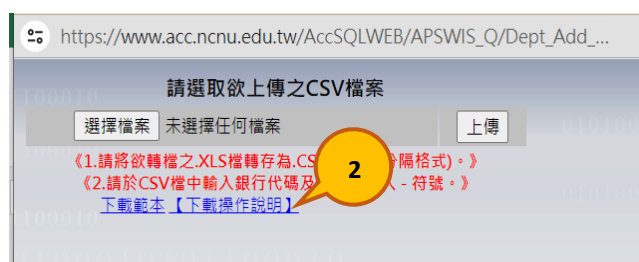 https://www.acc.ncnu.edu.tw/AccSQLWEB/APSWIS_Q/Dept_Add_...
請選取欲上傳之CSV檔案
選擇檔案 未選擇任何檔案 上傳
《1.請將欲轉檔之.XLS檔轉存為.CS 分隔格式)。》
2
《2.請於CSV檔中輸入銀行代碼及 入 - 符號。》
下載範本【下載操作說明】